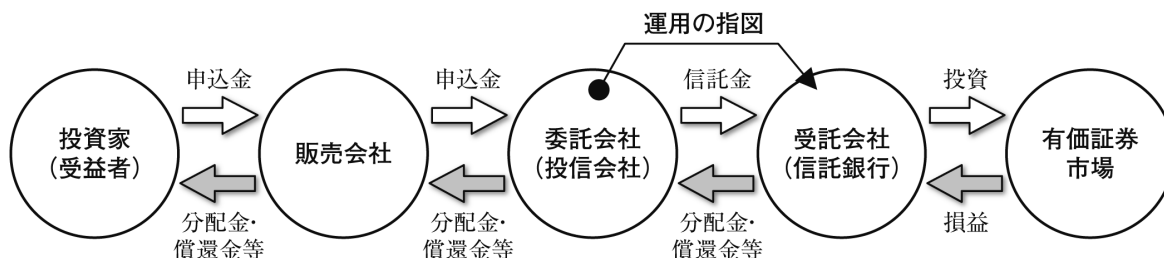 運用の指図
申込金
申込金
信託金
投資
投資家
（受益者）
販売会社
委託会社
（投信会社）
受託会社
（信託銀行）
有価証券
市場
分配金・
償還金等
分配金・
償還金等
分配金・
償還金等
損益